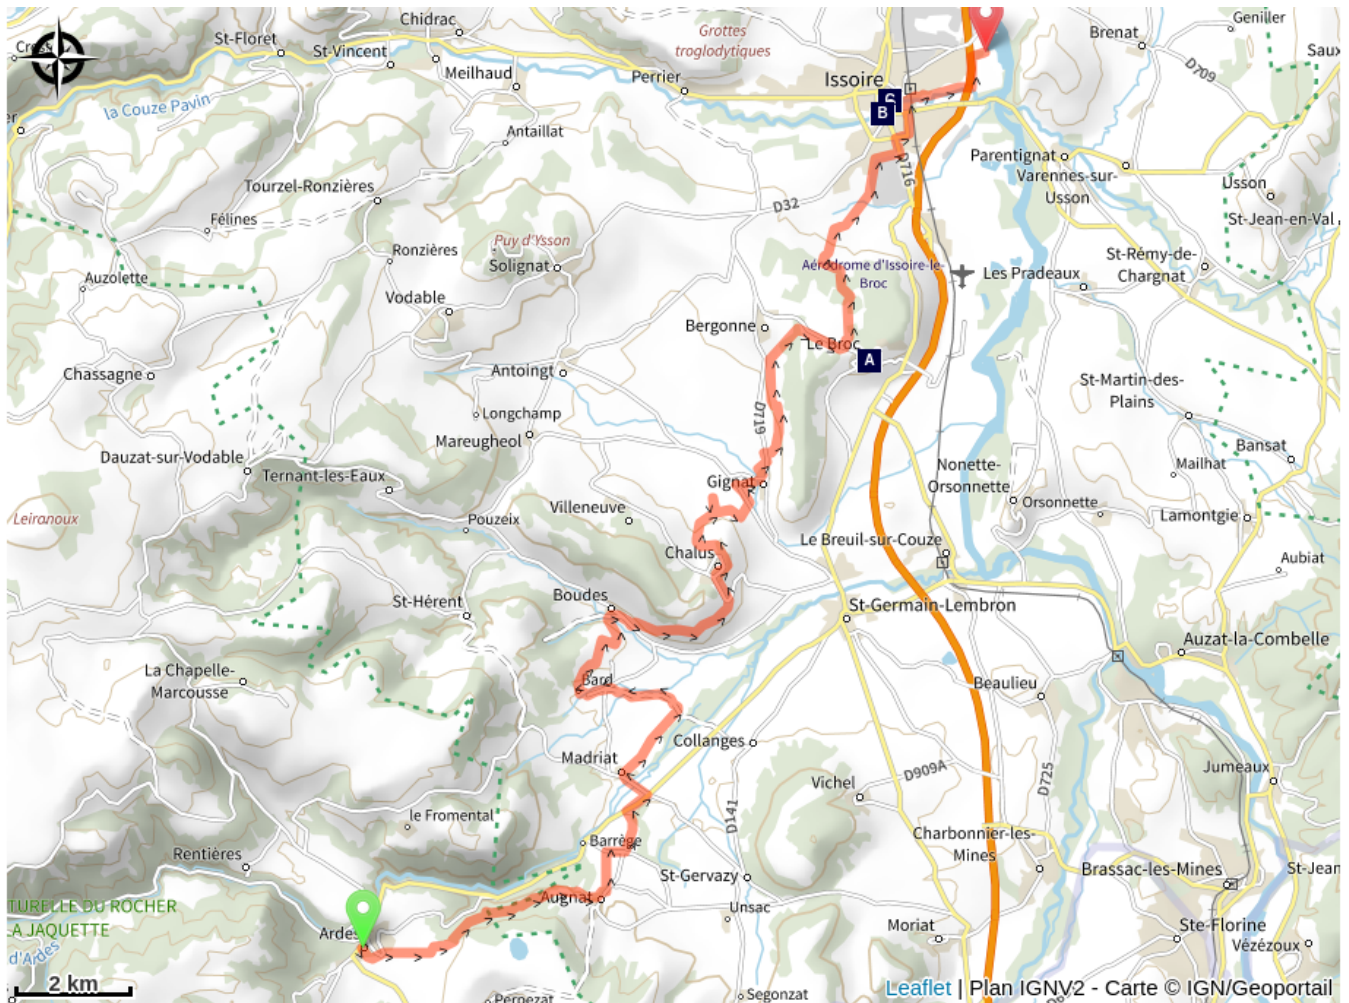 Chidrac
Geniller
St-Floret
St-Vincent
Grottes
troglodytiques
Brenat
Saux
Meilhaud
Perrier
Issoire
D709
la Couze Pavin
B
Antaillat
Parentignat
D716
Varennes-sur-
Usson
Usson
Tourzel-Ronzières
D32
St-Jean-en-Val
Félines
Puy d'Ysson
Ronzières
Solignat
Aérodrome d'Issoire-le-
Broc
Les Pradeaux
St-Rémy-de-
Chargnat
Auzolette
Vodable
Bergonne
Le Broc
A
Chassagne
Antoingt
St-Martin-des-
Plains
Longchamp
D719
Mareugheol
Bansat
Dauzat-sur-Vodable
Ternant-les-Eaux
Gignat
Nonette-
Orsonnette
Mailhat
Orsonnette
Leiranoux
Villeneuve
Pouzeix
Lamontgie
Chalus
Le Breuil-sur-Couze
Aubiat
St-Hérent
Boudes
St-Germain-Lembron
Auzat-la-Combelle
La Chapelle-
Marcousse
Bard
Beaulieu
Collanges
Madriat
Vichel
D909A
D725
Jumeaux
le Fromental
D141
Charbonnier-les-
Mines
Barrège
Rentières
St-Gervazy
Brassac-les-Mines
St-Jean
Augnat
Unsac
TURELLE DU ROCHER
LA JAQUETTE
Ardes
Moriat
Ste-Florine
Vézézoux
d'Ardes
2 km
Segonzat
Leaflet | Plan IGNV2 - Carte © IGN/Geoportail